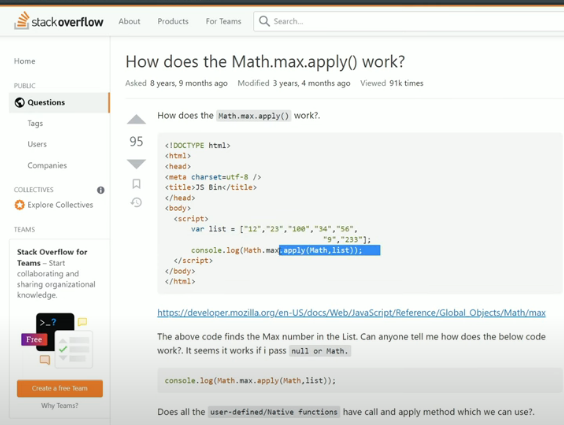 stackoverflow
About
Products
For Teams
Search...
Home
PUBLIC
Questions
Tags
Users
Companies
COLLECTIVES
Explore Collectives
TEAMS
Stack Overflow for
Teams – Start
collaborating and
sharing organizational
knowledge.
>_?
Free
Create a free Team
Why Teams?
How does the Math.max.apply() work?
Asked 8 years, 9 months ago Modified 3 years, 4 months ago Viewed 91k times
95
How does the Math.max.apply() work?.
<!DOCTYPE html>
<html>
<head>
<meta charset=utf-8 />
<title>JS Bin</title>
</head>
<body>
<script>
var list = ["12","23","100","34","56",
"9","233"];
console.log(Math.max.apply(Math,list));
</script>
</body>
</html>
https://developer.mozilla.org/en-US/docs/Web/JavaScript/Reference/Global_Objects/Math/max
The above code finds the Max number in the List. Can anyone tell me how does the below code
work?. It seems it works if i pass null or Math.
console.log(Math.max.apply(Math,list));
Does all the user-defined/Native functions have call and apply method which we can use?.